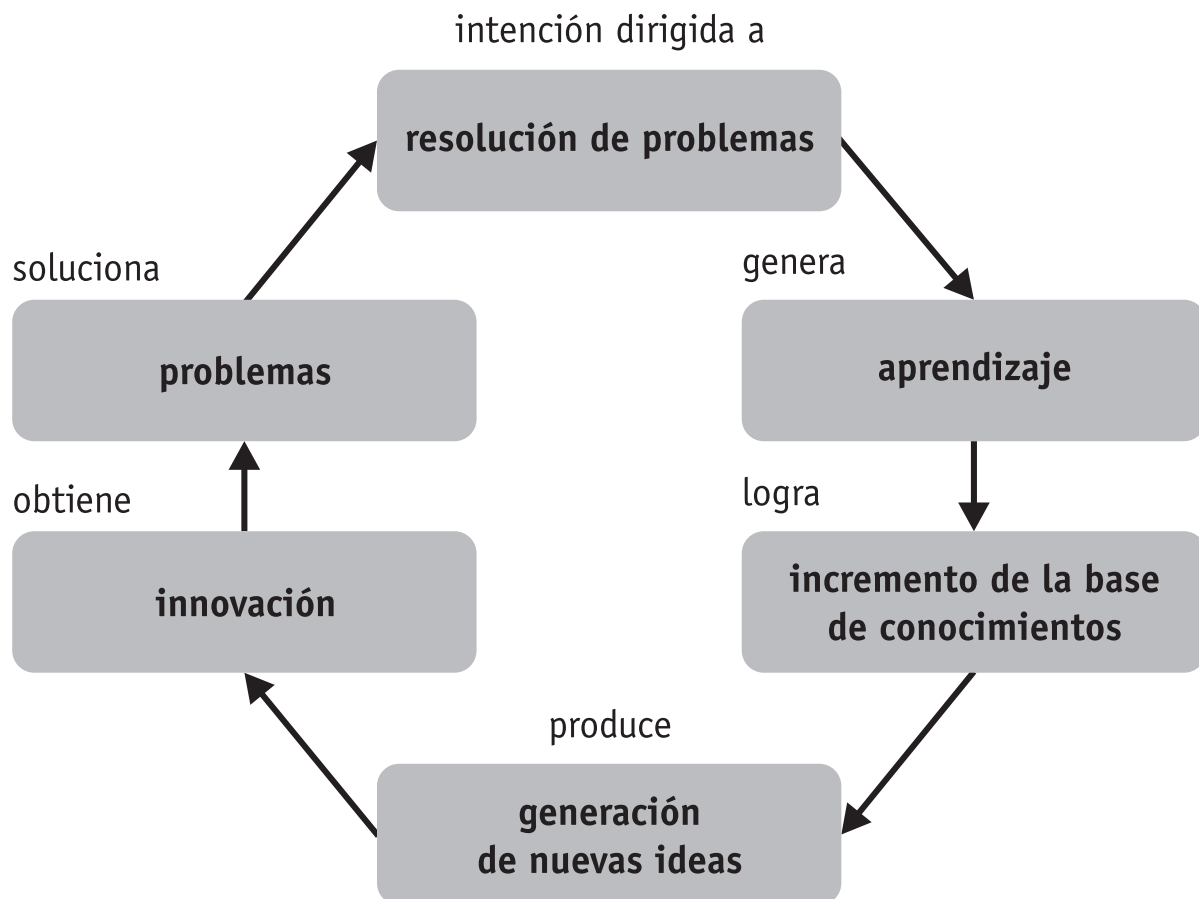 intención dirigida a
resolución de problemas
genera
aprendizaje
logra
incremento de la base
de conocimientos
produce
generación
de nuevas ideas
obtiene
innovación
soluciona
problemas